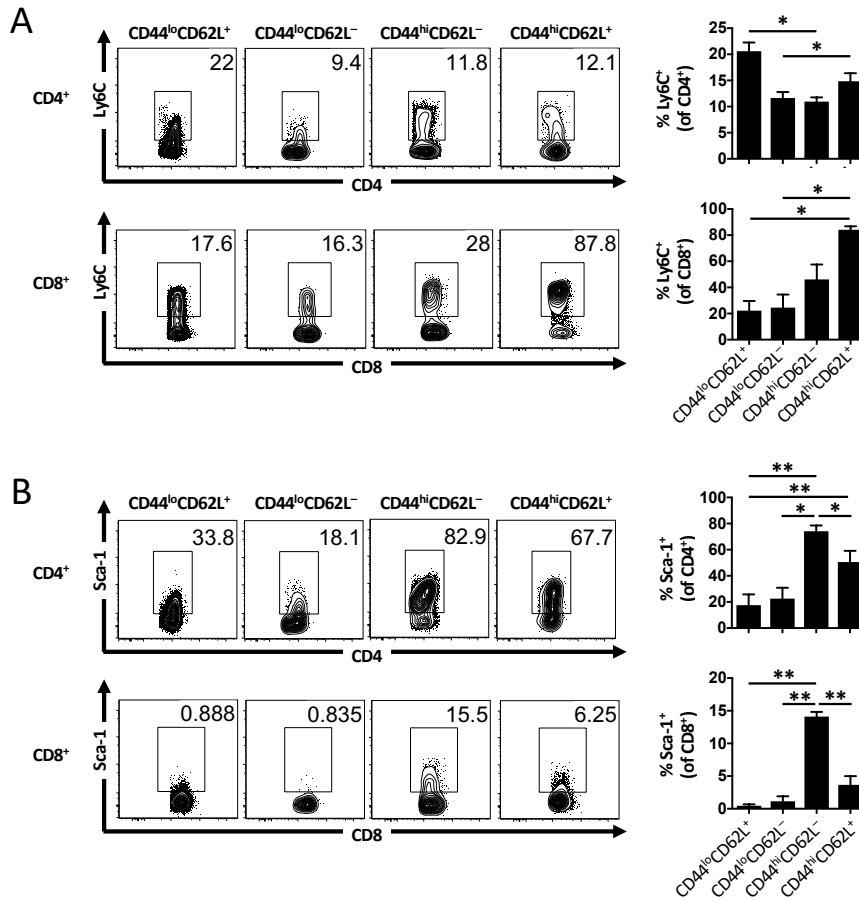 A
CD44loCD62L+ CD44loCD62L– CD44hiCD62L– CD44hiCD62L+
CD4+
Ly6C
22 9.4 11.8 12.1
CD4
% Ly6C+
(of CD4+)
25
20
15
10
5
0
*
*
CD8+
Ly6C
17.6 16.3 28 87.8
CD8
% Ly6C+
(of CD8+)
100
80
60
40
20
0
*
*
CD44loCD62L+
CD44loCD62L–
CD44hiCD62L–
CD44hiCD62L+
B
CD44loCD62L+ CD44loCD62L– CD44hiCD62L– CD44hiCD62L+
CD4+
Sca-1
33.8 18.1 82.9 67.7
CD4
% Sca-1+
(of CD4+)
100
80
60
40
20
0
**
**
* *
CD8+
Sca-1
0.888 0.835 15.5 6.25
CD8
% Sca-1+
(of CD8+)
20
15
10
5
0
**
** **
CD44loCD62L+
CD44loCD62L–
CD44hiCD62L–
CD44hiCD62L+